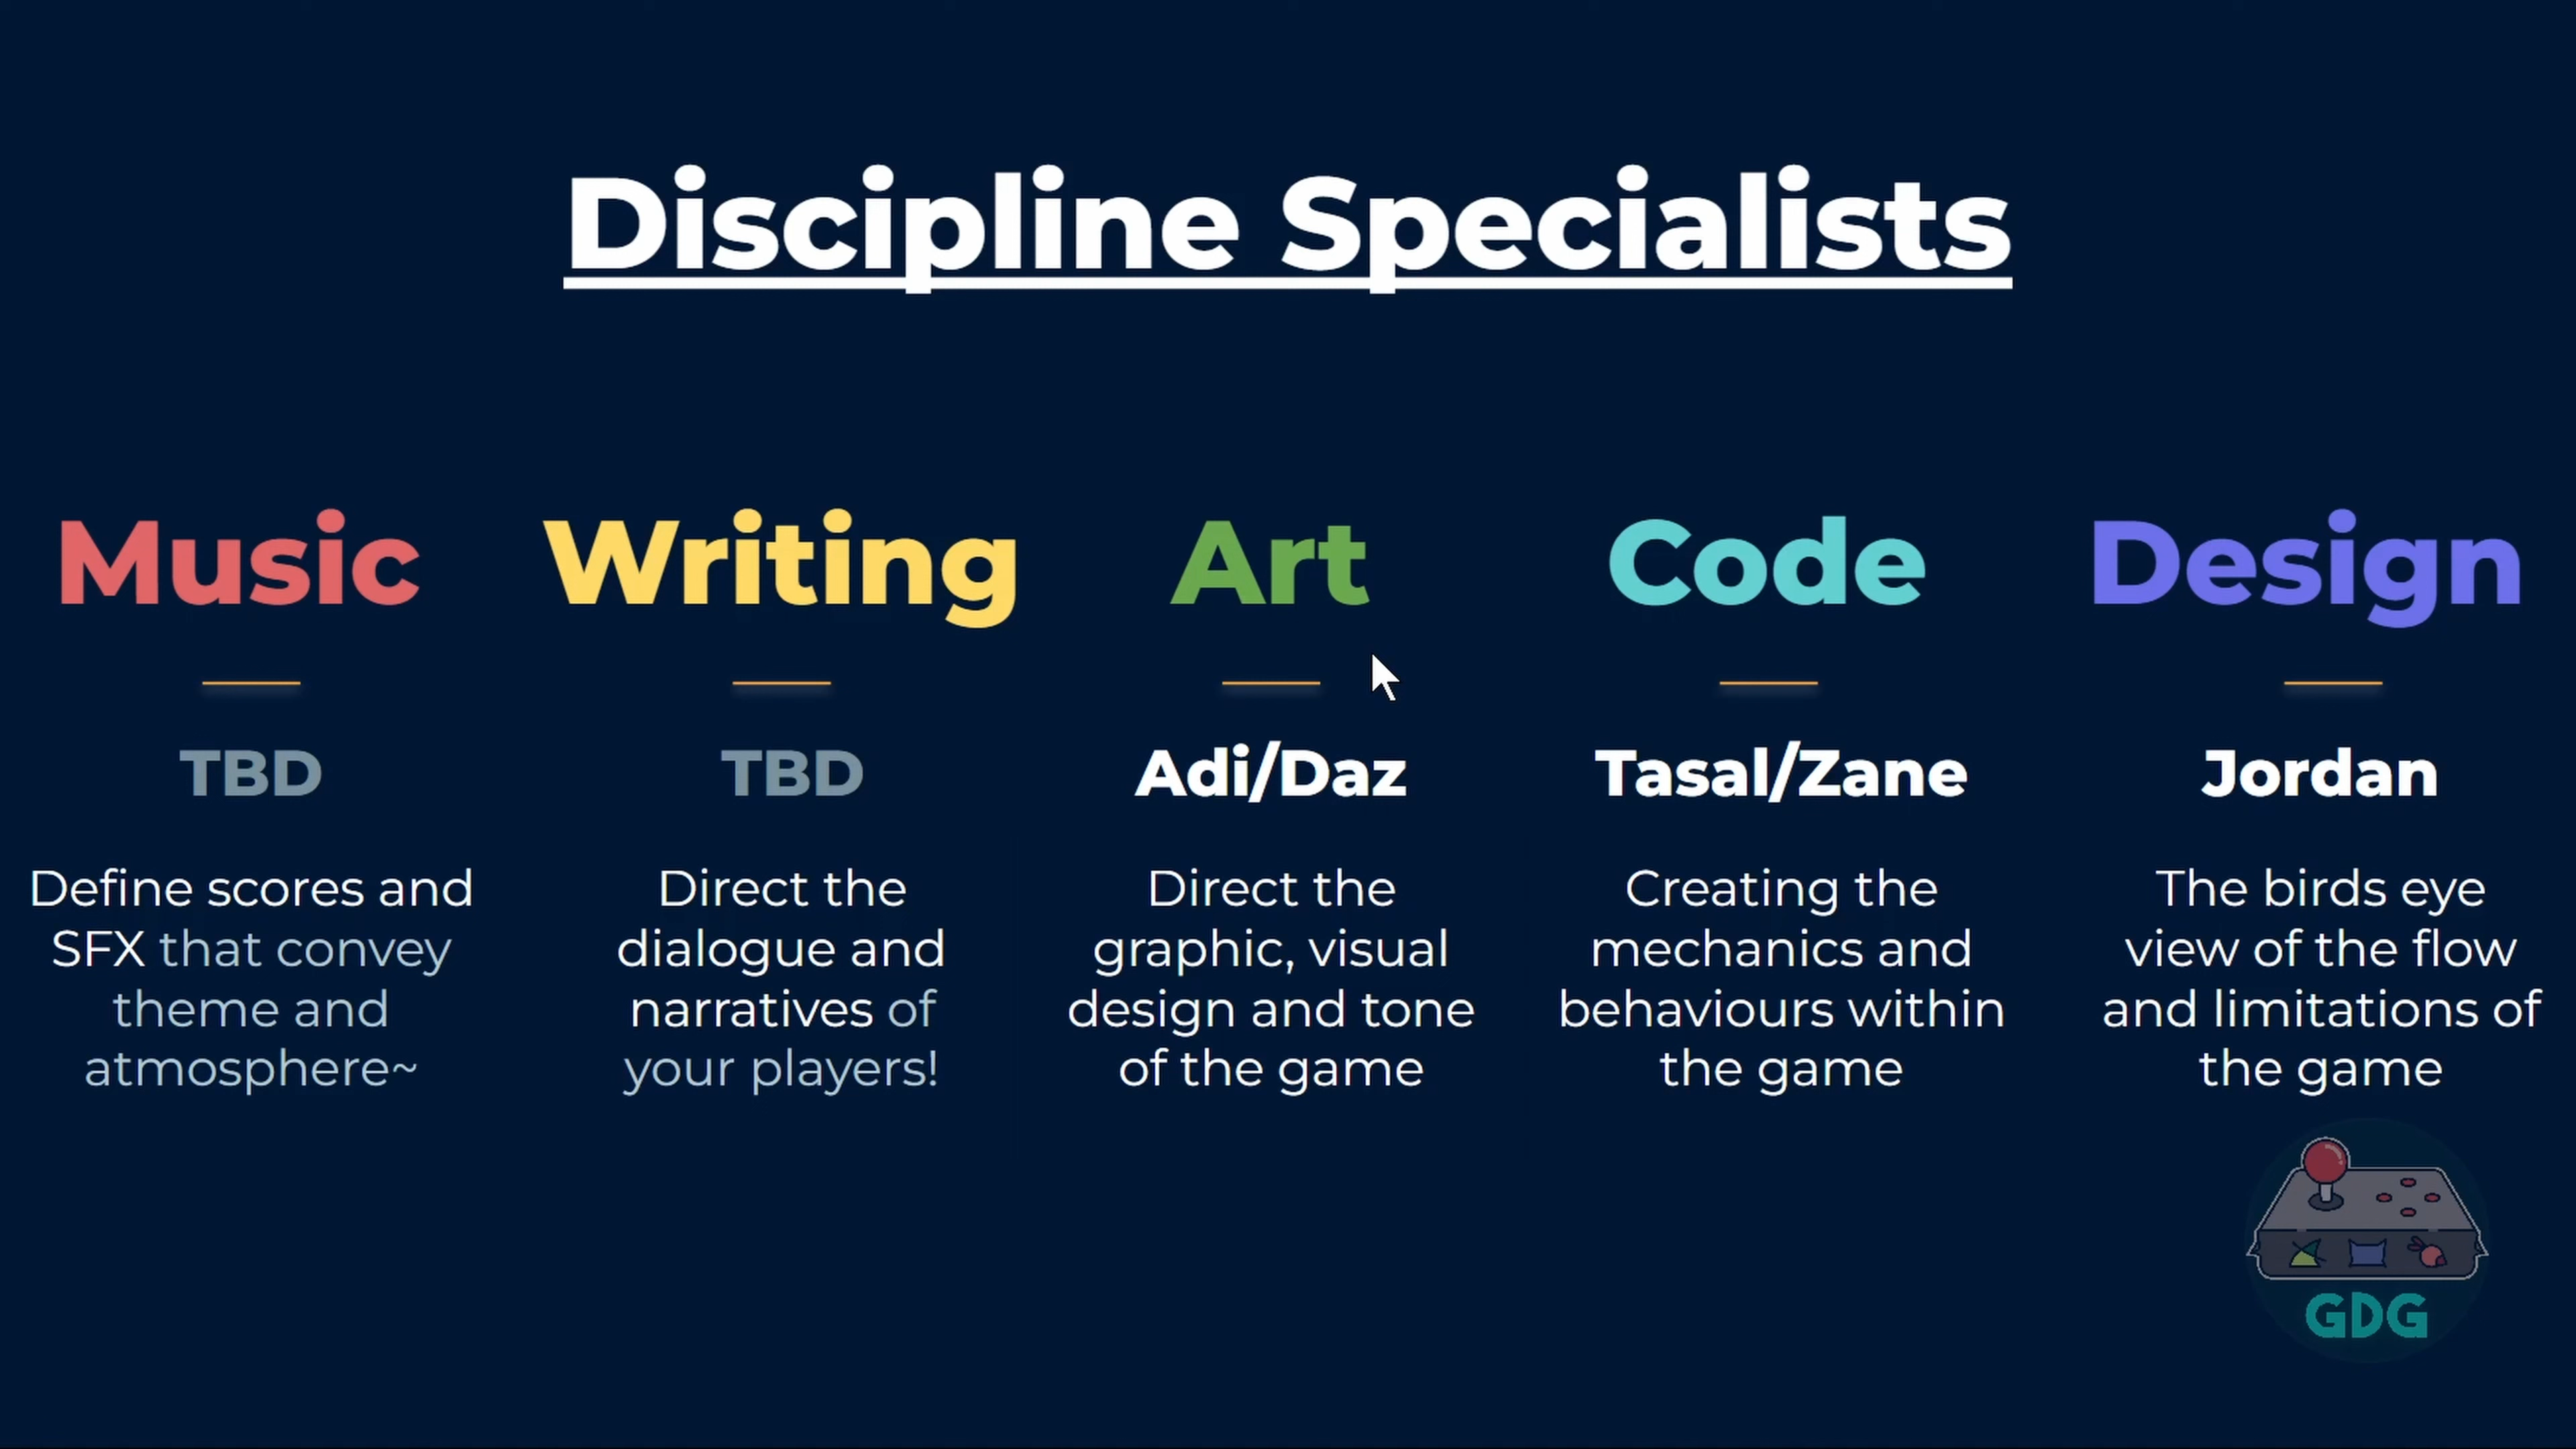 Discipline Specialists
Music
Writing
Art
Code
Design
TBD
TBD
Adi/Daz
Tasal/Zane
Jordan
Define scores and
SFX that convey
theme and
atmosphere~
Direct the
dialogue and
narratives of
your players!
Direct the
graphic, visual
design and tone
of the game
Creating the
mechanics and
behaviours within
the game
The birds eye
view of the flow
and limitations of
the game
GDG